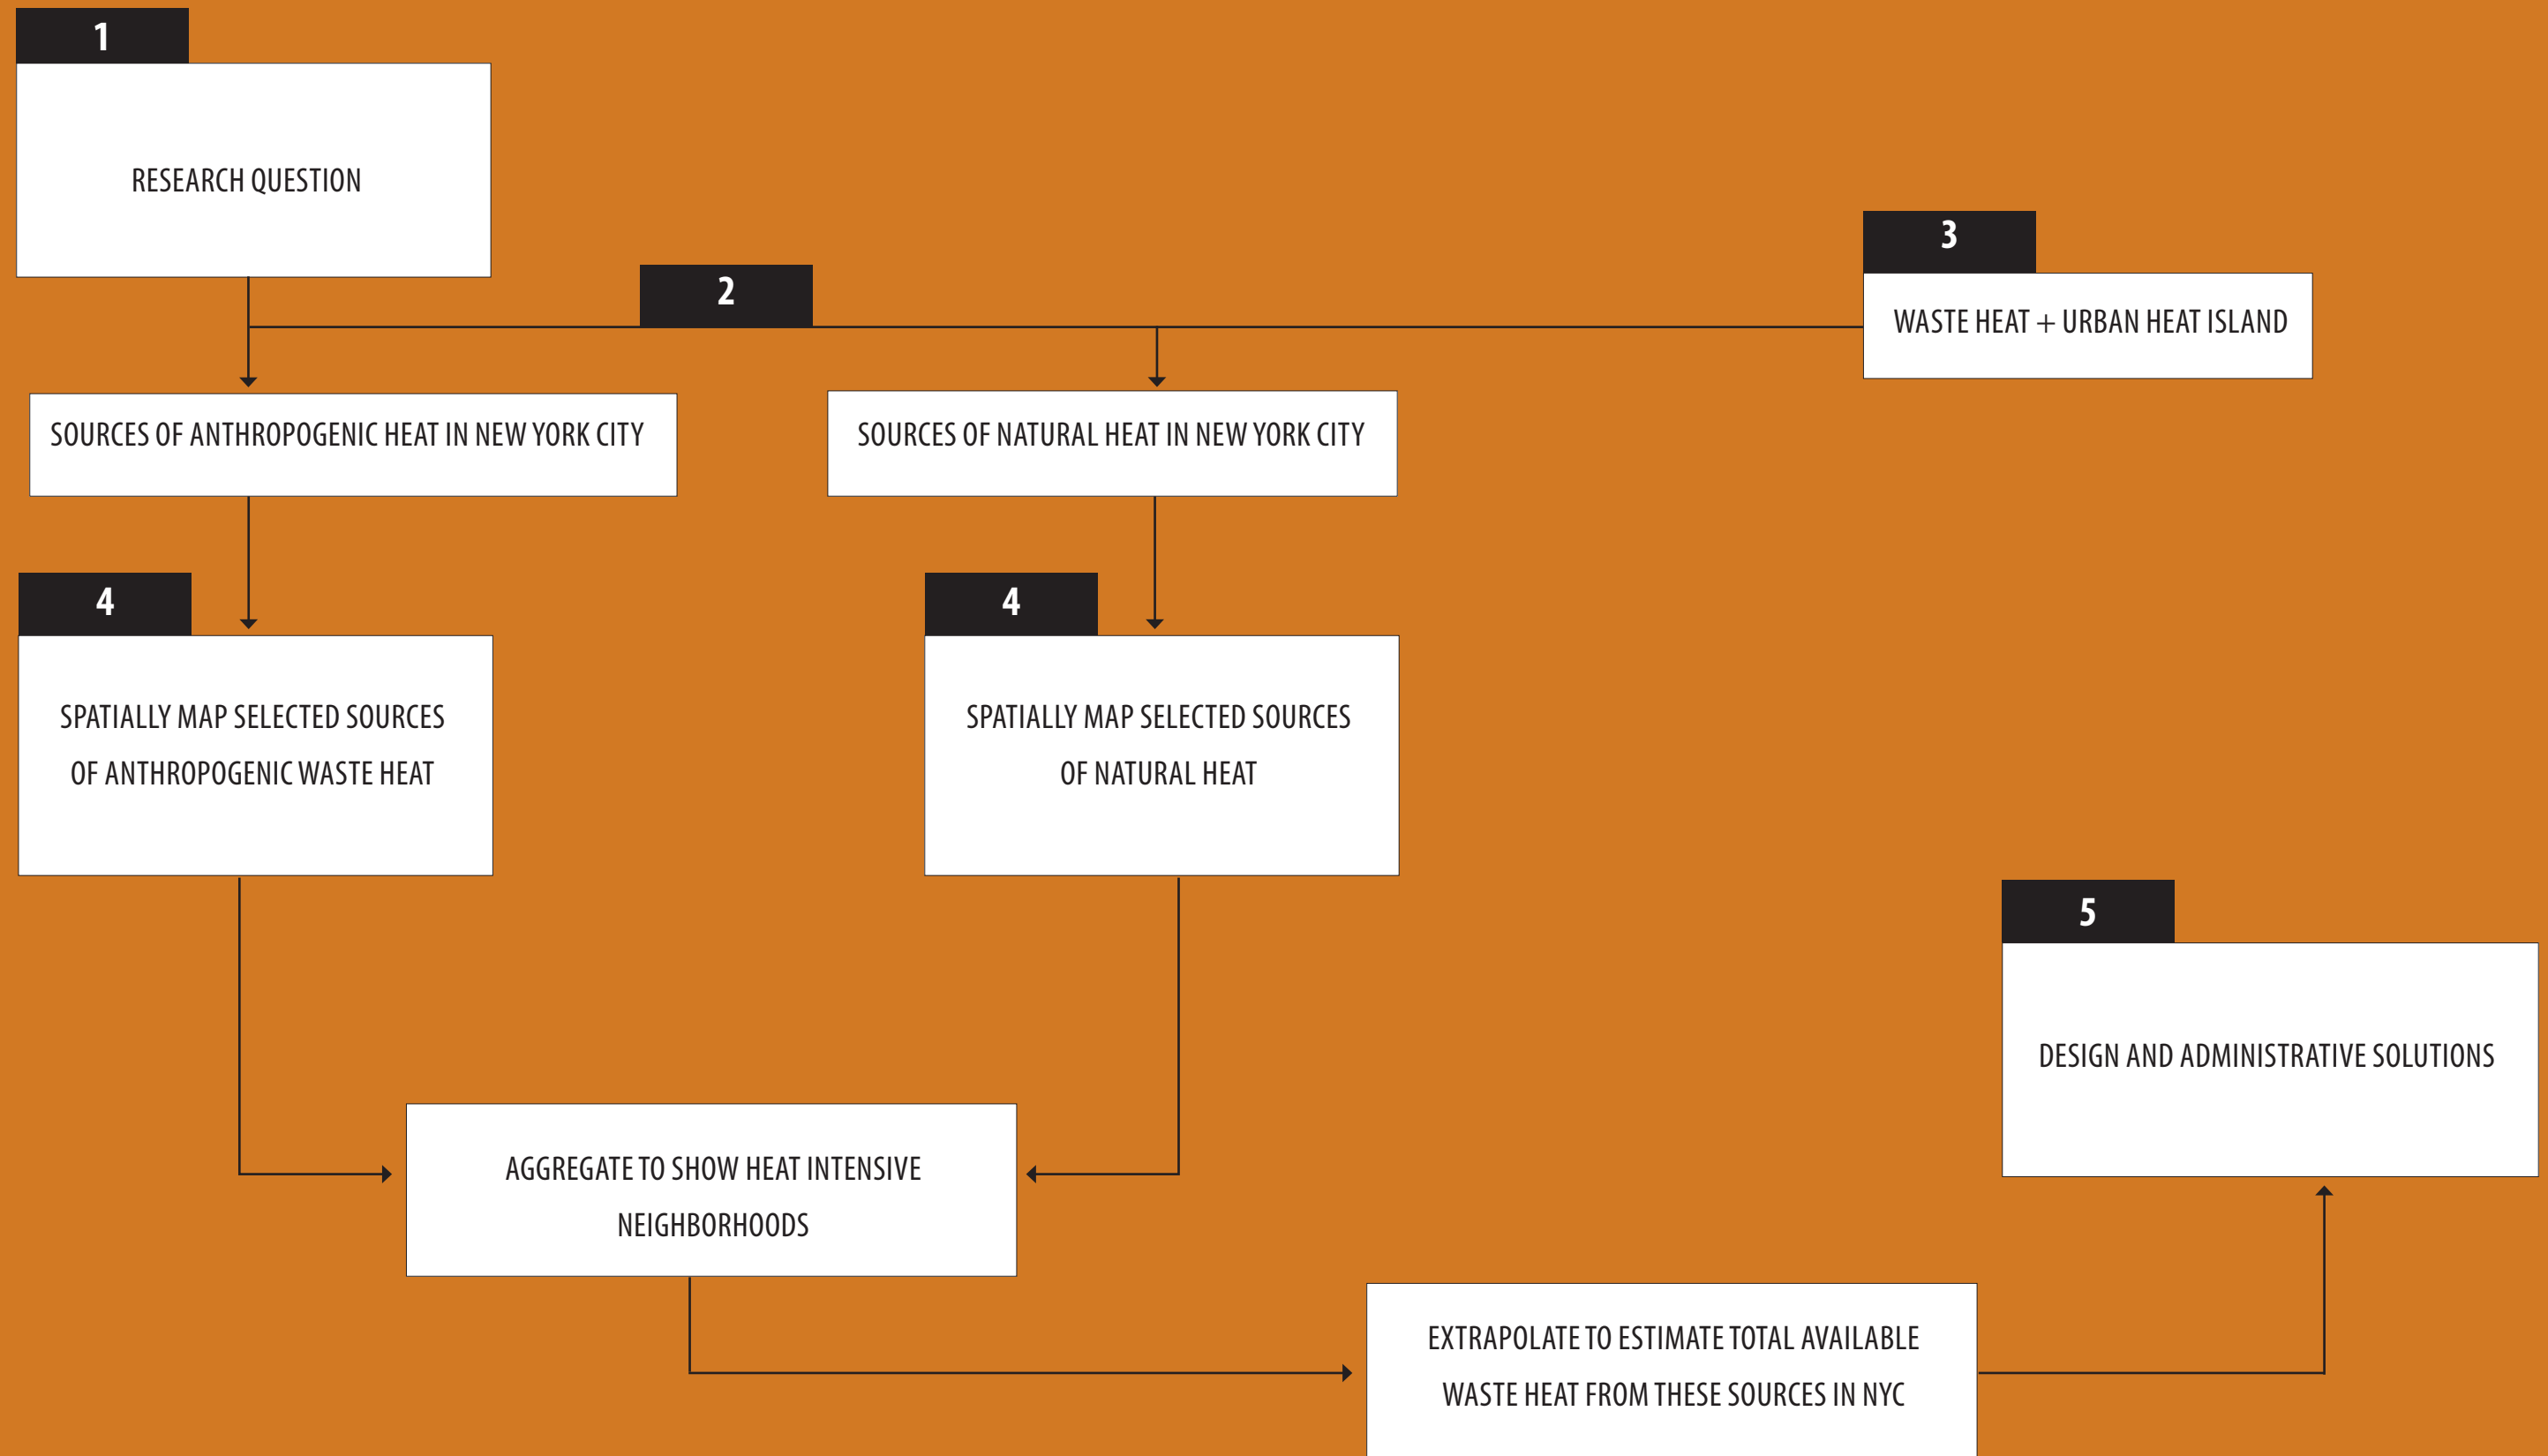 1
RESEARCH QUESTION
2
3
WASTE HEAT + URBAN HEAT ISLAND
SOURCES OF ANTHROPOGENIC HEAT IN NEW YORK CITY
SOURCES OF NATURAL HEAT IN NEW YORK CITY
4
SPATIALLY MAP SELECTED SOURCES
OF ANTHROPOGENIC WASTE HEAT
4
SPATIALLY MAP SELECTED SOURCES
OF NATURAL HEAT
AGGREGATE TO SHOW HEAT INTENSIVE
NEIGHBORHOODS
EXTRAPOLATE TO ESTIMATE TOTAL AVAILABLE
WASTE HEAT FROM THESE SOURCES IN NYC
5
DESIGN AND ADMINISTRATIVE SOLUTIONS